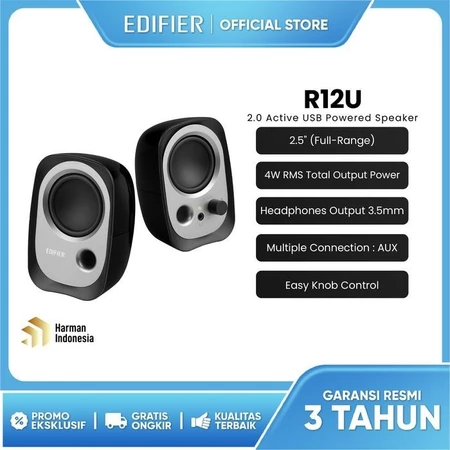 EDIFIER | OFFICIAL STORE
R12U
2.0 Active USB Powered Speaker
2.5" (Full-Range)
4W RMS Total Output Power
Headphones Output 3.5mm
Multiple Connection : AUX
Easy Knob Control
EDIFIER
Harman
Indonesia
PROMO
EKSKLUSIF
GRATIS
ONGKIR
KUALITAS
TERBAIK
GARANSI RESMI
3 TAHUN